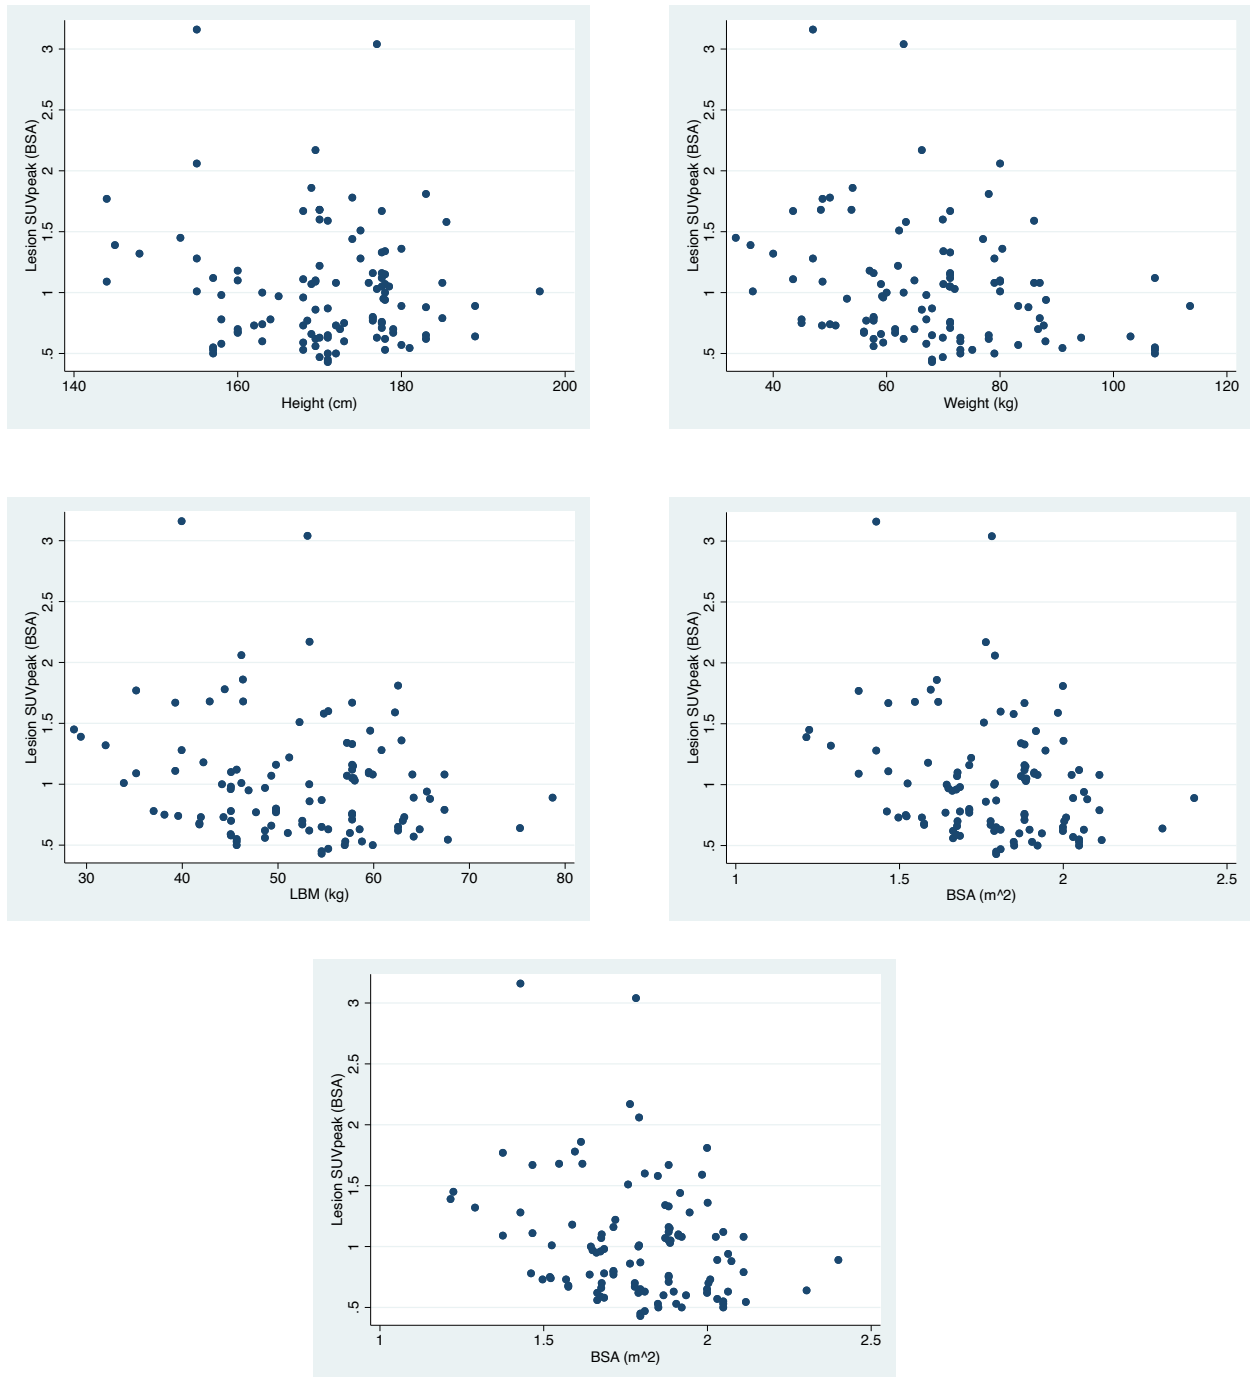 Lesion SUVpeak (BSA)
3
2.5
2
1.5
1
.5
140 160 180 200
Height (cm)
Lesion SUVpeak (BSA)
3
2.5
2
1.5
1
.5
40 60 80 100 120
Weight (kg)
Lesion SUVpeak (BSA)
3
2.5
2
1.5
1
.5
30 40 50 60 70 80
LBM (kg)
Lesion SUVpeak (BSA)
3
2.5
2
1.5
1
.5
1 1.5 2 2.5
BSA (m^2)
Lesion SUVpeak (BSA)
3
2.5
2
1.5
1
.5
1 1.5 2 2.5
BSA (m^2)